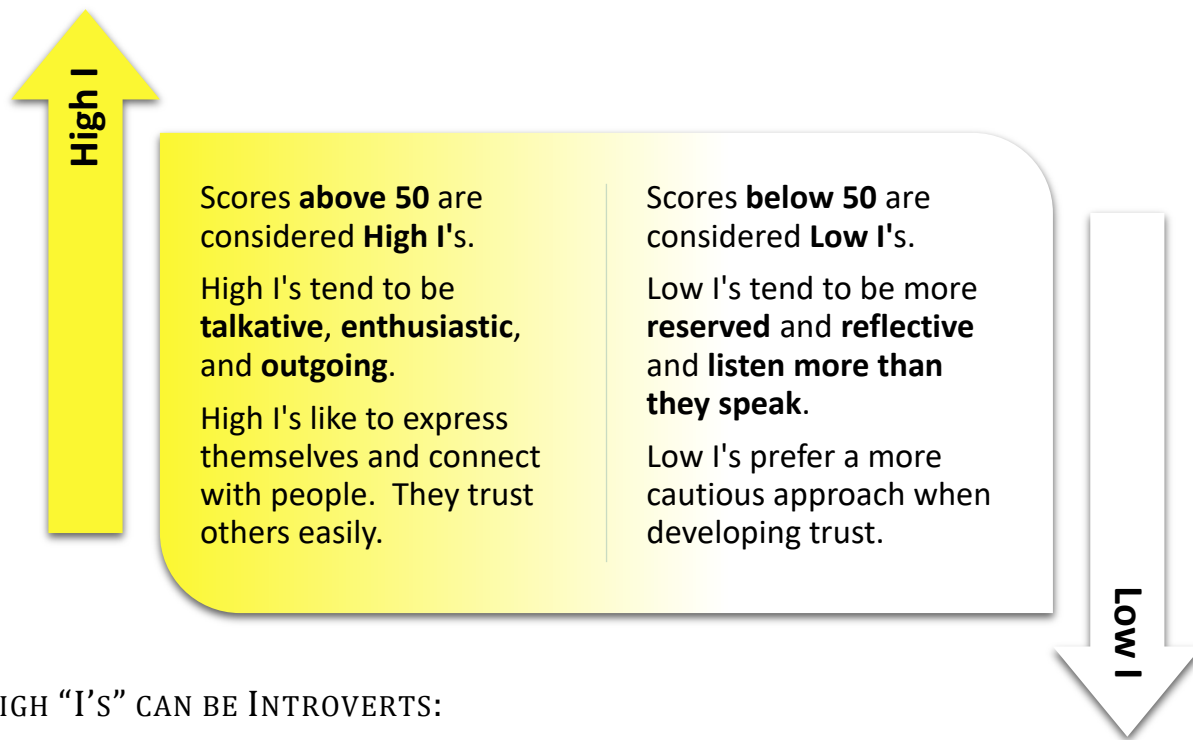 High I
Scores above 50 are
considered High I's.
High I's tend to be
talkative, enthusiastic,
and outgoing.
High I's like to express
themselves and connect
with people.  They trust
others easily.
Scores below 50 are
considered Low I's.
Low I's tend to be more
reserved and reflective
and listen more than
they speak.
Low I's prefer a more
cautious approach when
developing trust.
Low I
IGH “I’S” CAN BE INTROVERTS: